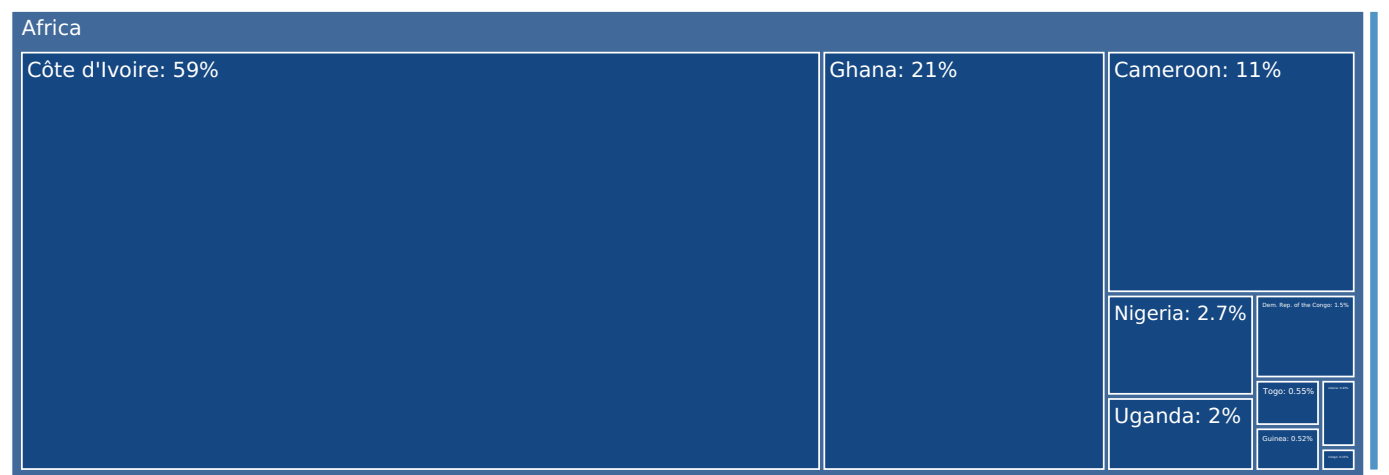 Africa
Côte d'Ivoire: 59%
Ghana: 21%
Cameroon: 11%
Nigeria: 2.7%
Dem. Rep. of the Congo: 1.5%
Uganda: 2%
Togo: 0.55%
Guinea: 0.52%